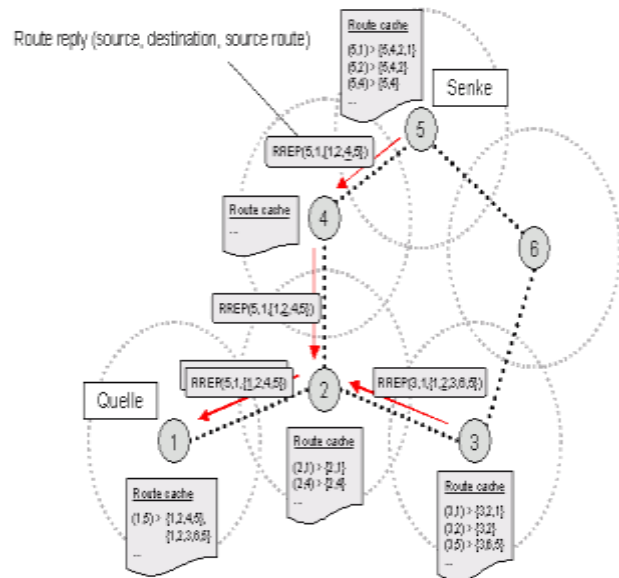 Route reply (source, destination, source route)
Route cache
(5,1) > {5,4,2,1}
(5,2) > {5,4,2}
(5,4) > {5,4}
...
Senke
5
RREP(5,1,{1,2,4,5})
Route cache
...
4
6
RREP(5,1,{1,2,4,5})
RREP(5,1,{1,2,4,5})
RREP(3,1,{1,2,3,6,5})
Quelle
2
1
3
Route cache
(2,1) > {2,1}
(2,4) > {2,4}
...
Route cache
(1,5) > {1,2,4,5},
{1,2,3,6,5}
...
Route cache
(3,1) > {3,2,1}
(3,2) > {3,2}
(3,5) > {3,6,5}
...